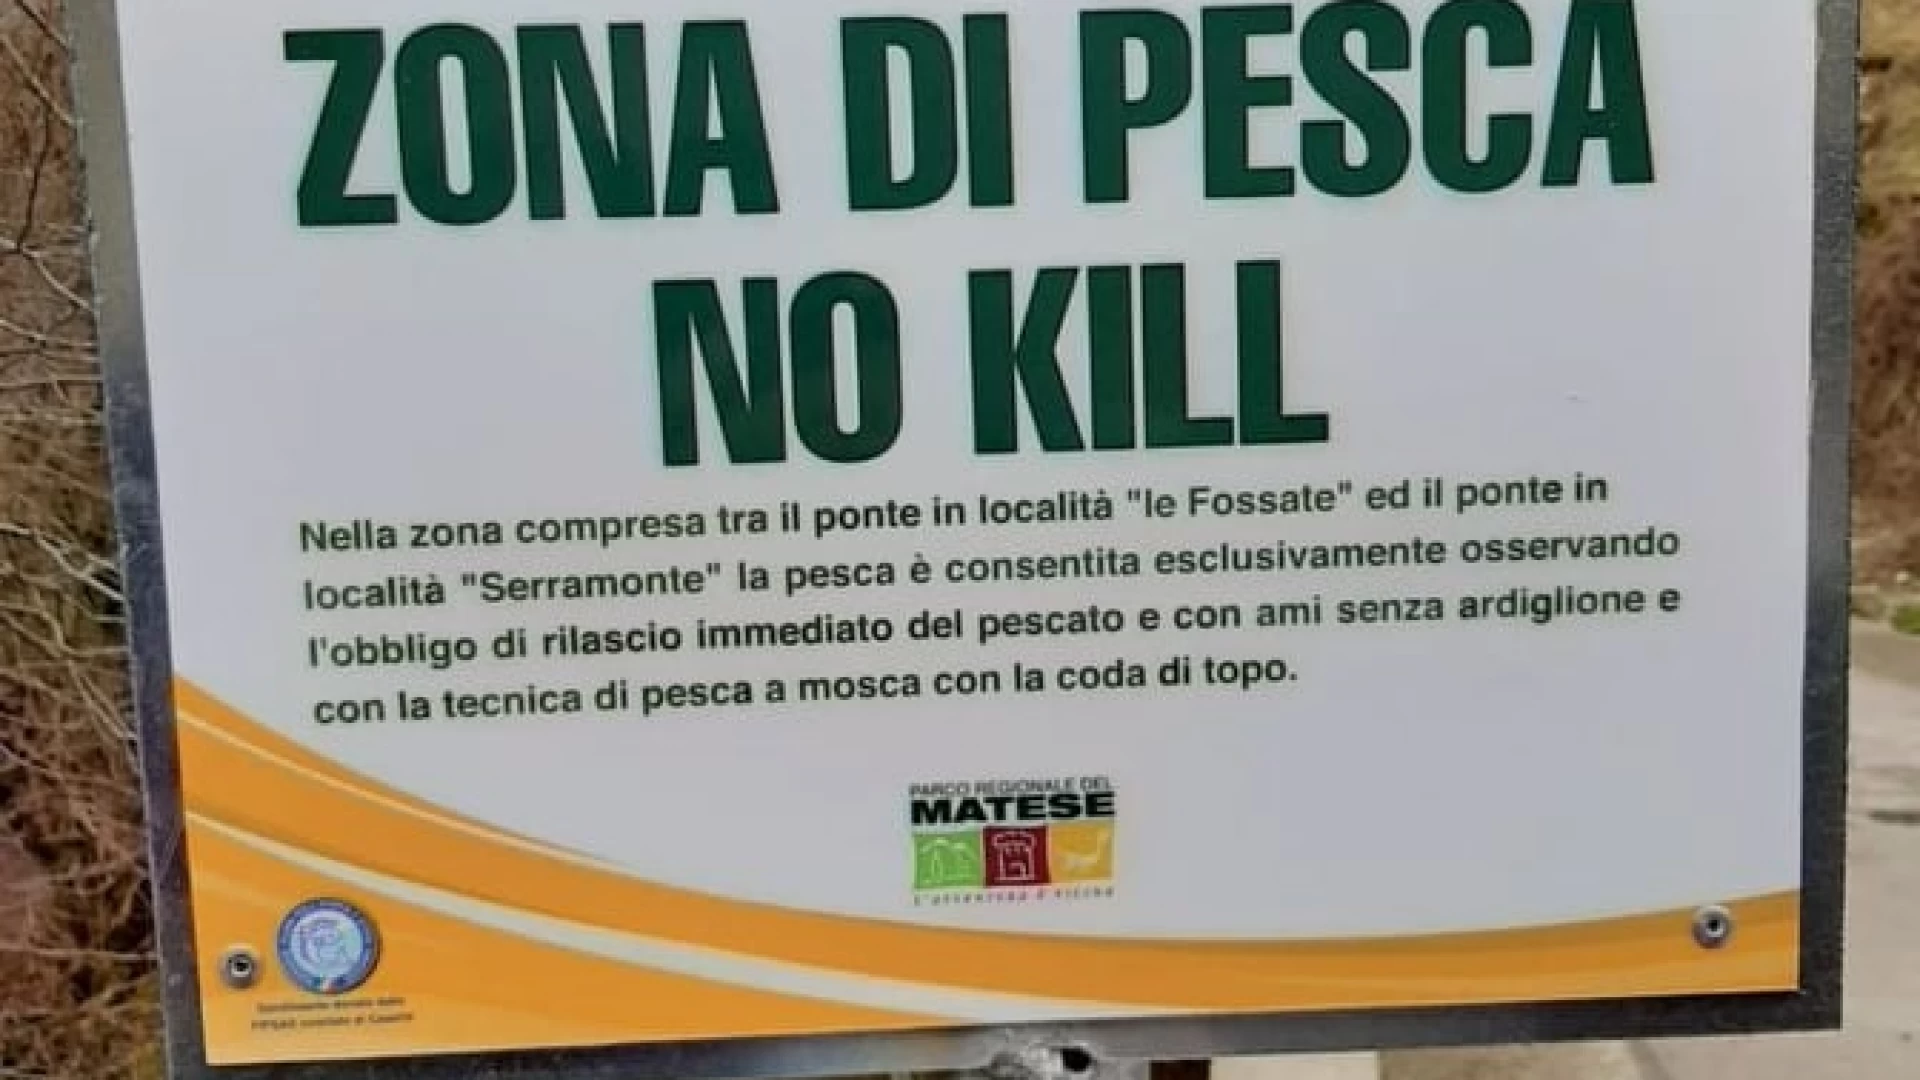 ZONA DI PESCA
NO KILL
Nella zona compresa tra il ponte in località "le Fossate" ed il ponte in
località "Serramonte" la pesca è consentita esclusivamente osservando
l'obbligo di rilascio immediato del pescato e con ami senza ardiglione e
con la tecnica di pesca a mosca con la coda di topo.
PARCO REGIONALE DEL
MATESE